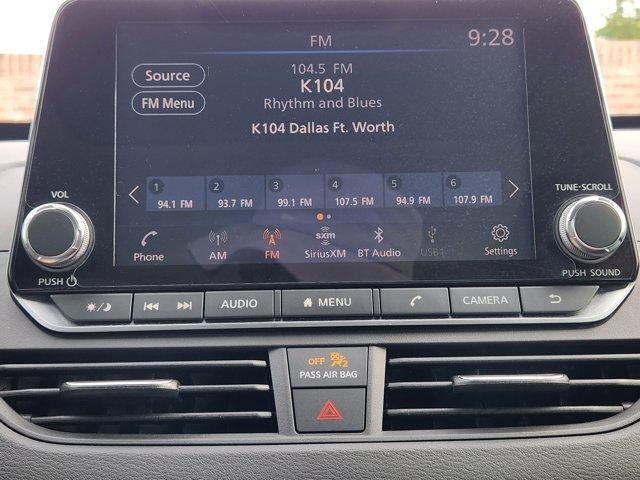 FM
9:28
Source
FM Menu
104.5 FM
K104
Rhythm and Blues
K104 Dallas Ft. Worth
1 2 3 4 5 6
94.1 FM 93.7 FM 99.1 FM 107.5 FM 94.9 FM 107.9 FM
Phone AM FM SiriusXM BT Audio USB1 Settings
sxm
VOL
PUSH
TUNE·SCROLL
PUSH SOUND
AUDIO MENU CAMERA
OFF 2
PASS AIR BAG